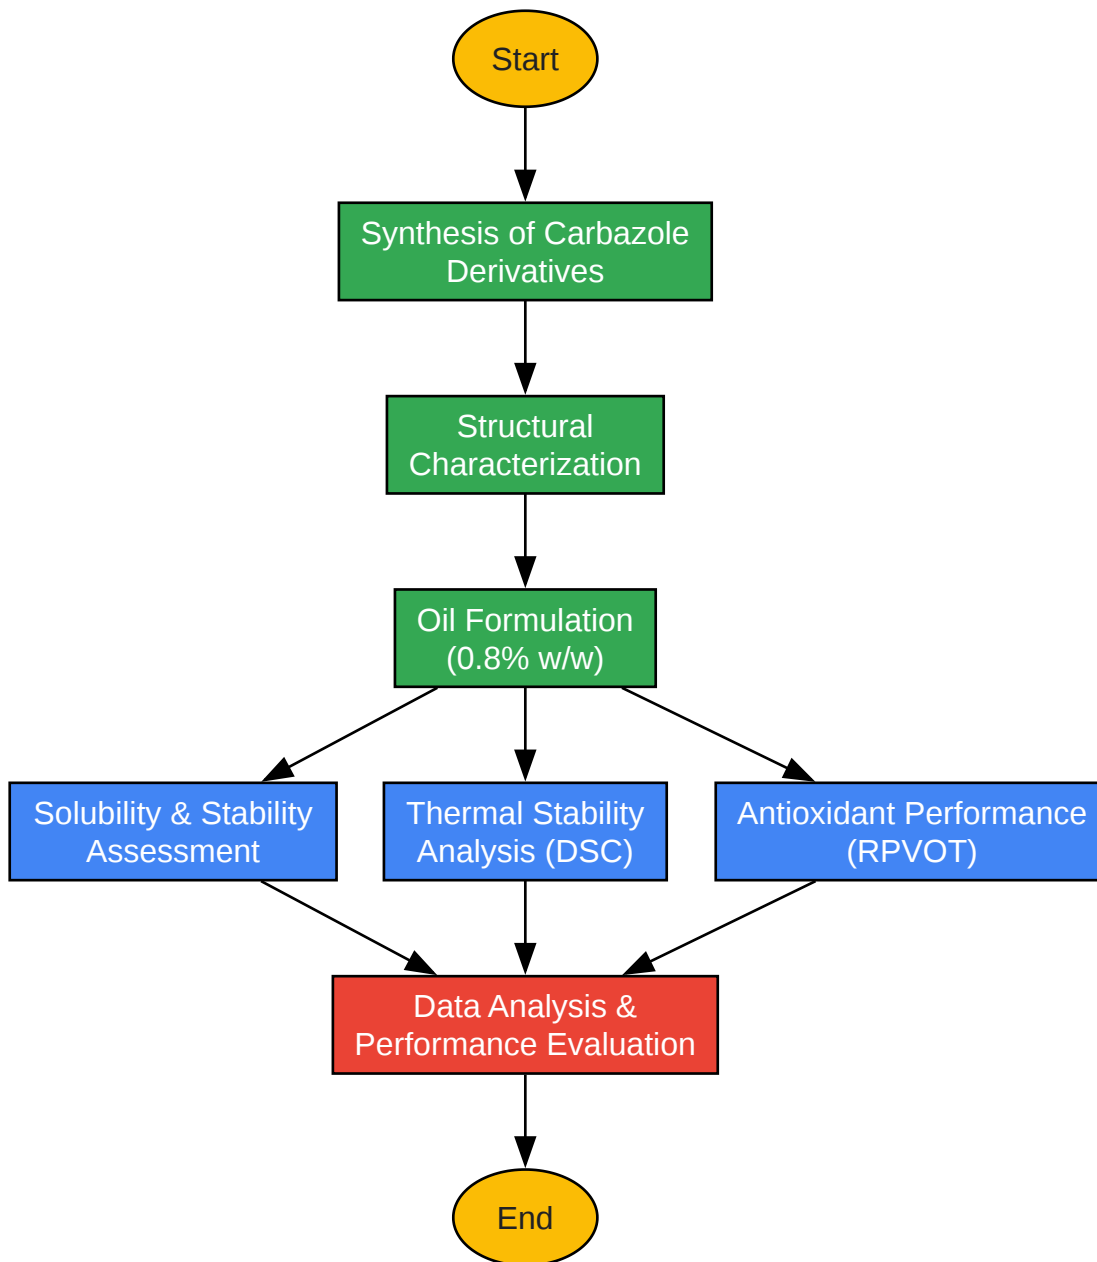 Start
Synthesis of Carbazole
Derivatives
Structural
Characterization
Oil Formulation
(0.8% w/w)
Solubility & Stability
Assessment
Thermal Stability
Analysis (DSC)
Antioxidant Performance
(RPVOT)
Data Analysis &
Performance Evaluation
End